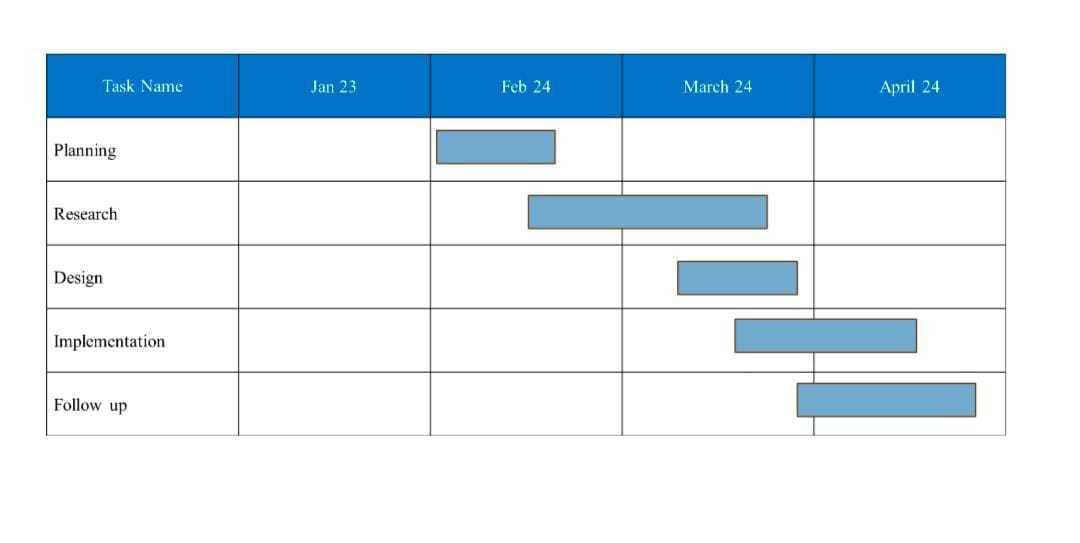 Task Name Jan 23 Feb 24 March 24 April 24
Planning
Research
Design
Implementation
Follow up